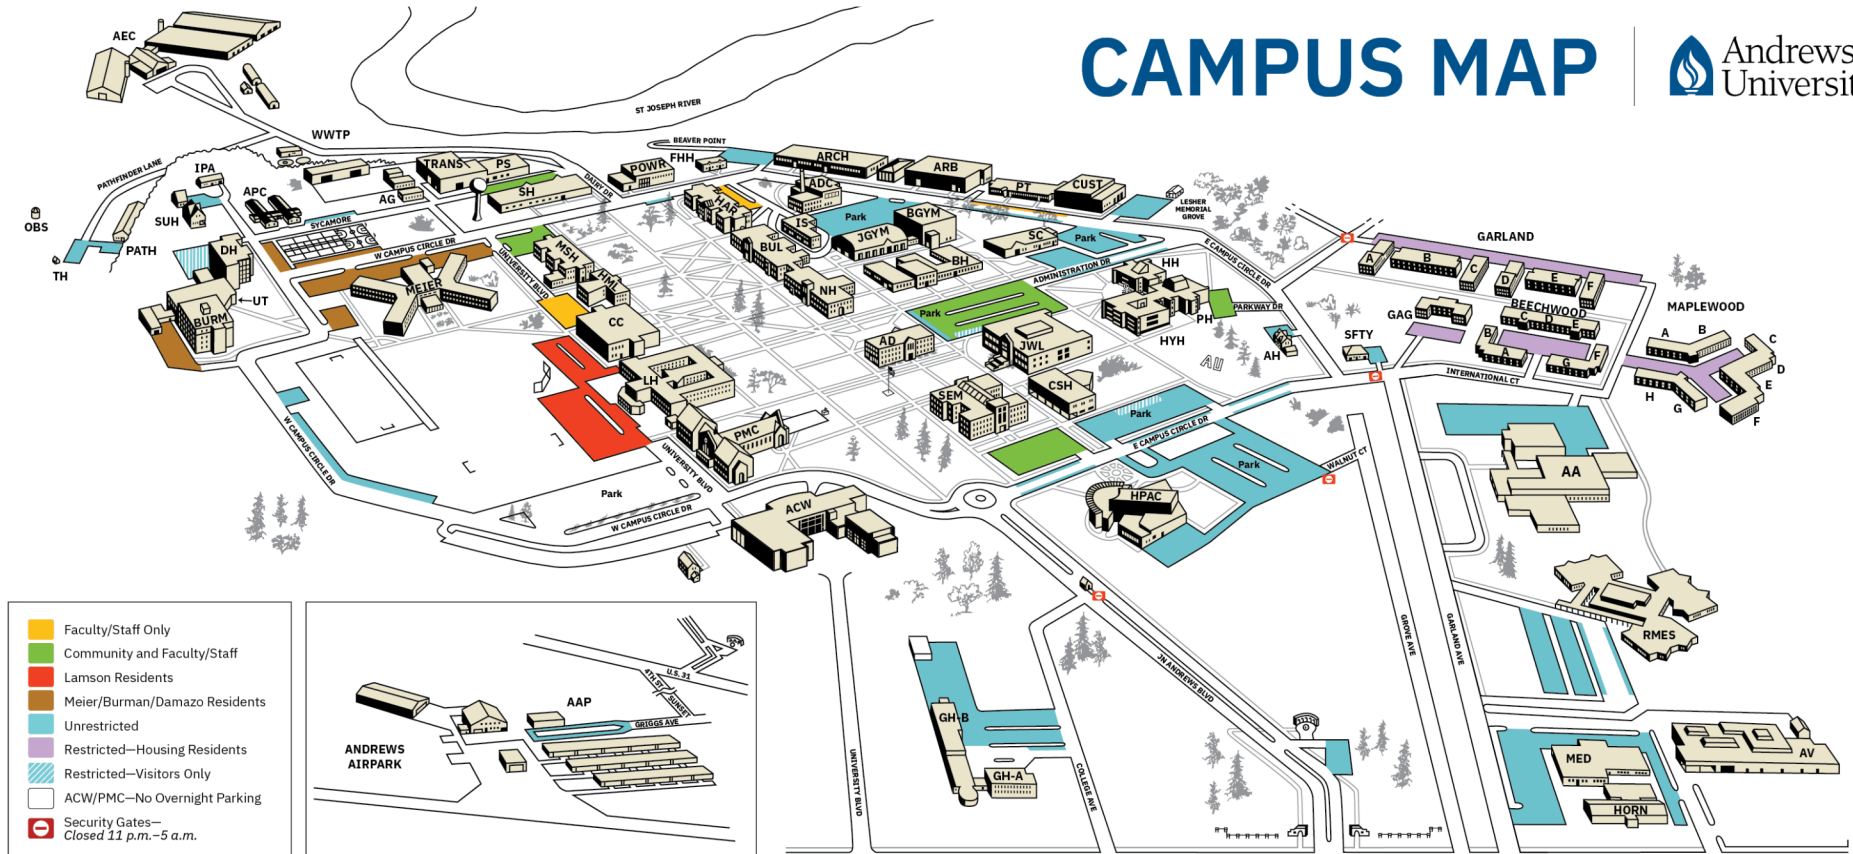 CAMPUS MAP
Andrews
Universit
AEC
ST JOSEPH RIVER
WWTP
BEAVER POINT
PATHFINDER LANE
IPA
TRANS
PS
POWR
FHH
ARCH
ARB
APC
AG
SH
DAIRY DR
ADC
PT
CUST
LESHER
MEMORIAL
GROVE
OBS
SUH
SYCAMORE
HAR
IS
Park
BGYM
TH
PATH
DH
W CAMPUS CIRCLE DR
UNIVERSITY BLVD
MSH
BUL
JGYM
SC
Park
E CAMPUS CIRCLE DR
GARLAND
A
B
C
D
E
F
UT
BURM
MEIER
HML
NH
BH
ADMINISTRATION DR
HH
PH
PARKWAY DR
BEECHWOOD
MAPLEWOOD
CC
Park
AD
JWL
HYH
AH
SFTY
GAG
C
D
E
B
A
G
F
A
B
C
D
E
F
G
H
INTERNATIONAL CT
LH
SEM
CSH
AU
PMC
Park
E CAMPUS CIRCLE DR
Park
WALNUT CT
W CAMPUS CIRCLE DR
UNIVERSITY BLVD
Park
W CAMPUS CIRCLE DR
ACW
HPAC
AA
RMES
GROVE AVE
GARLAND AVE
JN ANDREWS BLVD
GH-B
GH-A
UNIVERSITY BLVD
COLLEGE AVE
MED
HORN
AV
Faculty/Staff Only
Community and Faculty/Staff
Lamson Residents
Meier/Burman/Damazo Residents
Unrestricted
Restricted—Housing Residents
Restricted—Visitors Only
ACW/PMC—No Overnight Parking
Security Gates—
Closed 11 p.m.–5 a.m.
ANDREWS
AIRPARK
AAP
U.S. 31
4TH ST
SUNSET
GRIGGS AVE